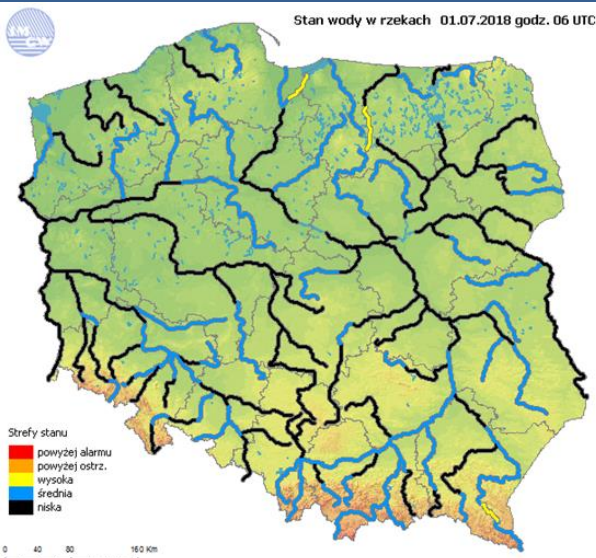 Stan wody w rzekach 01.07.2018 godz. 06 UTC
Strefy stanu
powyżej alarmu
powyżej ostrz.
wysoka
średnia
niska
0 40 80 160 Km